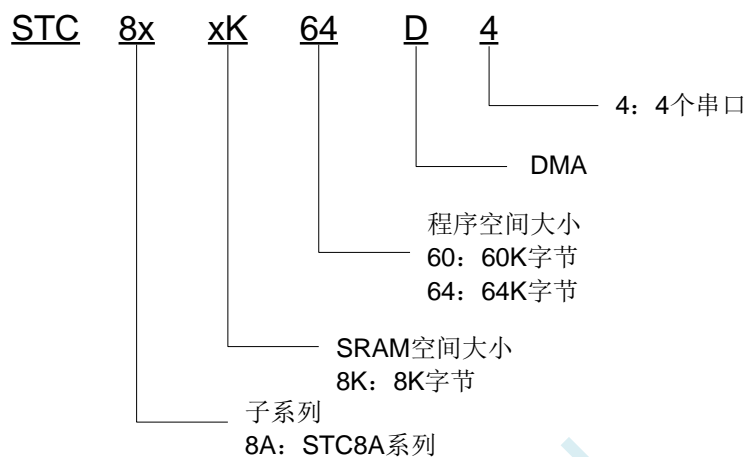 STC 8x xK 64 D 4
4：4个串口
DMA
程序空间大小
60：60K字节
64：64K字节
SRAM空间大小
8K：8K字节
子系列
8A：STC8A系列